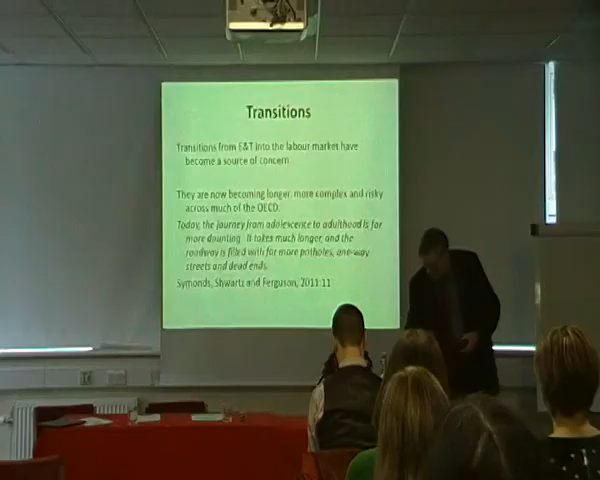 Transitions
Transitions from E&T into the labour market have
become a source of concern.
They are now becoming longer, more complex and risky
across much of the OECD.
Today, the journey from adolescence to adulthood is far
more daunting. It takes much longer, and the
roadway is filled with far more potholes, one-way
streets and dead ends.
Symonds, Shwartz and Ferguson, 2011:11